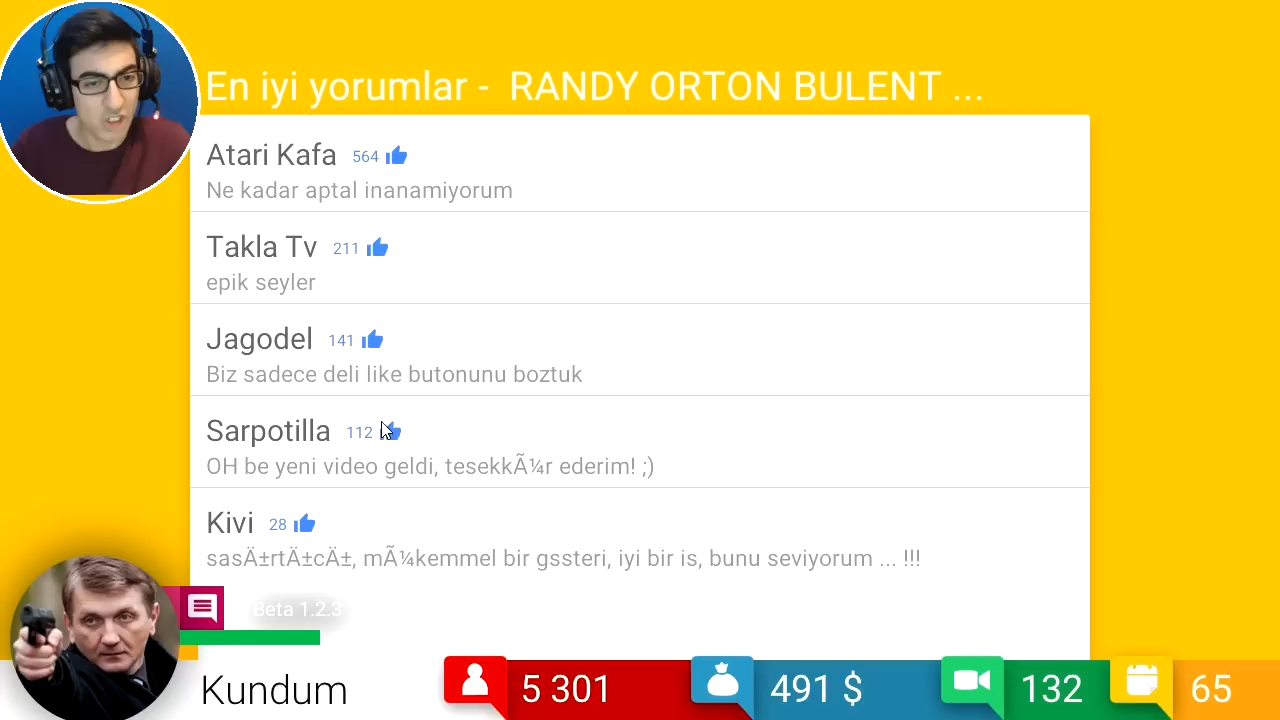 En iyi yorumlar - RANDY ORTON BULENT ...
Atari Kafa 564
Ne kadar aptal inanamiyorum
Takla Tv 211
epik seyler
Jagodel 141
Biz sadece deli like butonunu boztuk
Sarpotilla 112
OH be yeni video geldi, tesekkÃ¼r ederim! ;)
Kivi 28
sasÄ±rtÄ±cÄ±, mÃ¼kemmel bir gssteri, iyi bir is, bunu seviyorum ... !!!
Beta 1.2.3
Kundum
5 301
491 $
132
65